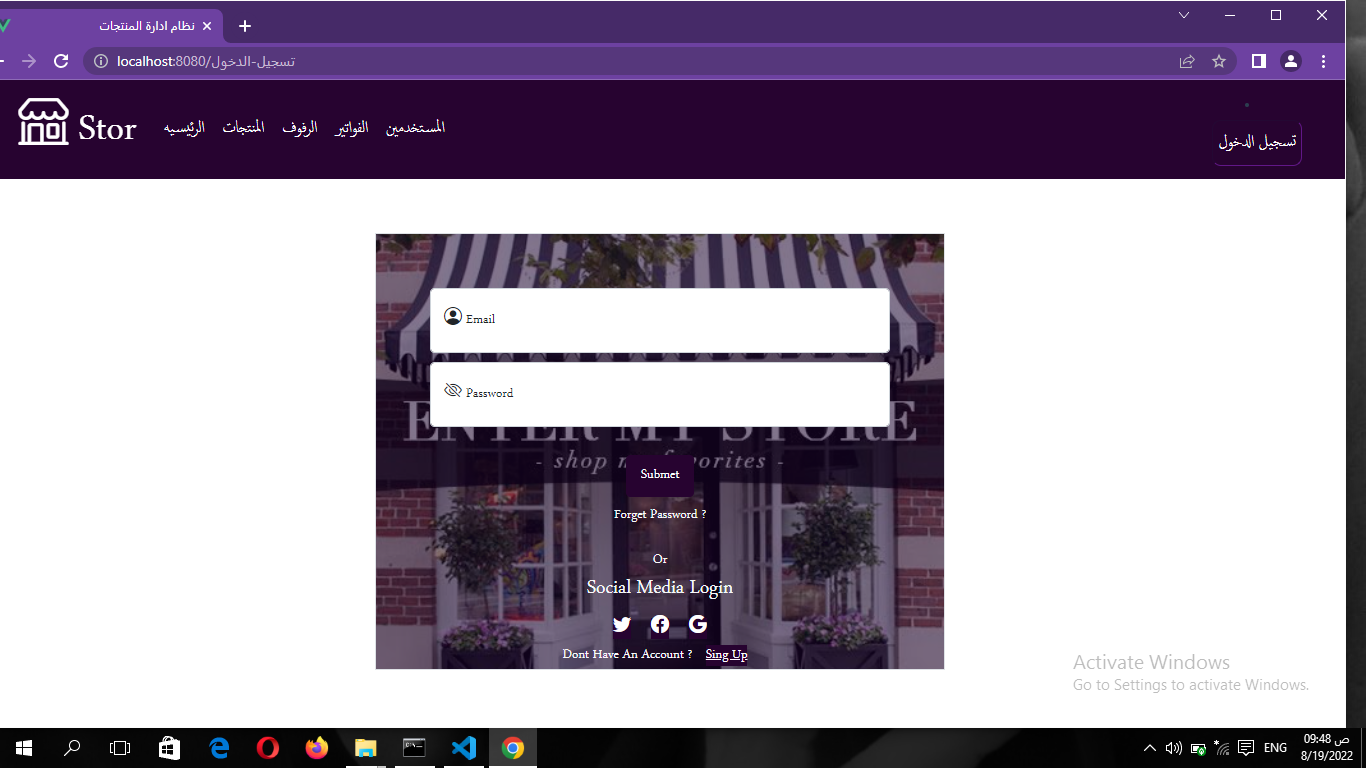 نظام ادارة المنتجات
localhost:8080/تسجيل-الدخول
Stor
الرئيسيه المنتجات الرفوف الفواتير المستخدمين
تسجيل الدخول
Email
Password
ENTER MY STORE
- shop my favorites -
Submet
Forget Password ?
Or
Social Media Login
Dont Have An Account ? Sing Up
Activate Windows
Go to Settings to activate Windows.
ENG
09:48 ص
8/19/2022